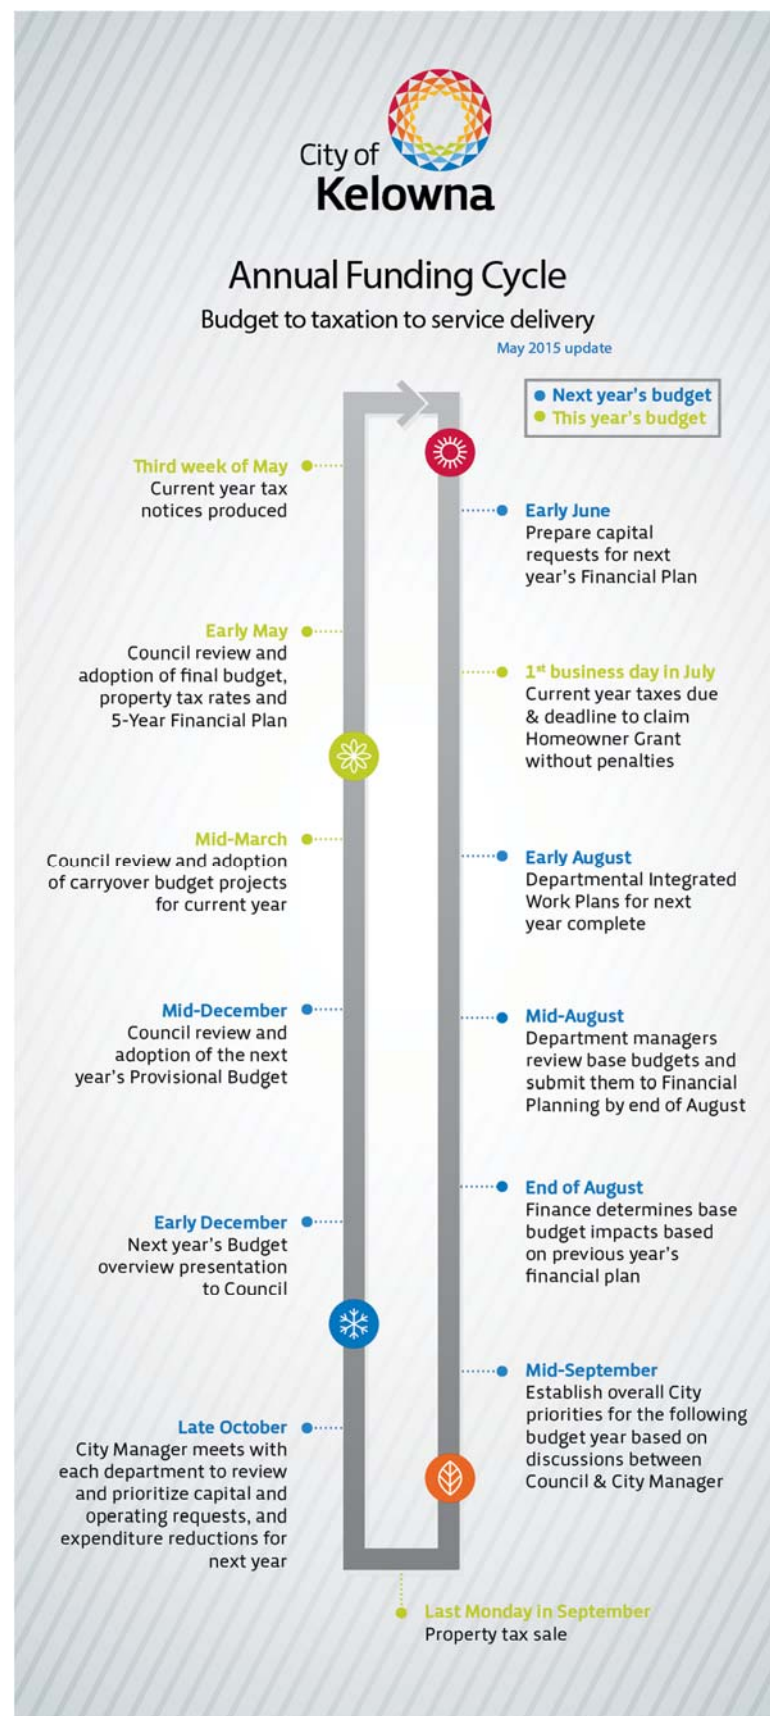 City of
Kelowna
Annual Funding Cycle
Budget to taxation to service delivery
May 2015 update
Next year's budget
This year's budget
Third week of May
Current year tax
notices produced
Early June
Prepare capital
requests for next
year's Financial Plan
Early May
Council review and
adoption of final budget,
property tax rates and
5-Year Financial Plan
1st business day in July
Current year taxes due
& deadline to claim
Homeowner Grant
without penalties
Mid-March
Council review and adoption
of carryover budget projects
for current year
Early August
Departmental Integrated
Work Plans for next
year complete
Mid-December
Council review and
adoption of the next
year's Provisional Budget
Mid-August
Department managers
review base budgets and
submit them to Financial
Planning by end of August
End of August
Finance determines base
budget impacts based
on previous year's
financial plan
Early December
Next year's Budget
overview presentation
to Council
Mid-September
Establish overall City
priorities for the following
budget year based on
discussions between
Council & City Manager
Late October
City Manager meets with
each department to review
and prioritize capital and
operating requests, and
expenditure reductions for
next year
Last Monday in September
Property tax sale